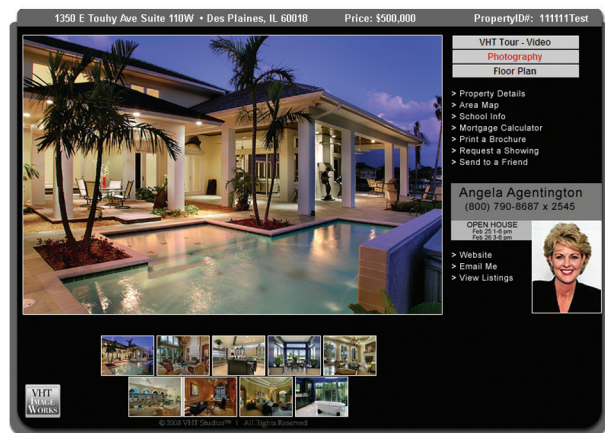 1350 E Touhy Ave Suite 110W • Des Plaines, IL 60018 Price: $500,000 PropertyID#: 111111Test
VHT Tour - Video
Photography
Floor Plan
> Property Details
> Area Map
> School Info
> Mortgage Calculator
> Print a Brochure
> Request a Showing
> Send to a Friend
Angela Agentington
(800) 790-8687 x 2545
OPEN HOUSE
Feb 25 1-6 pm
Feb 26 3-6 pm
> Website
> Email Me
> View Listings
VHT
IMAGE
WORKS
© 2008 VHT Studios™ | All Rights Reserved